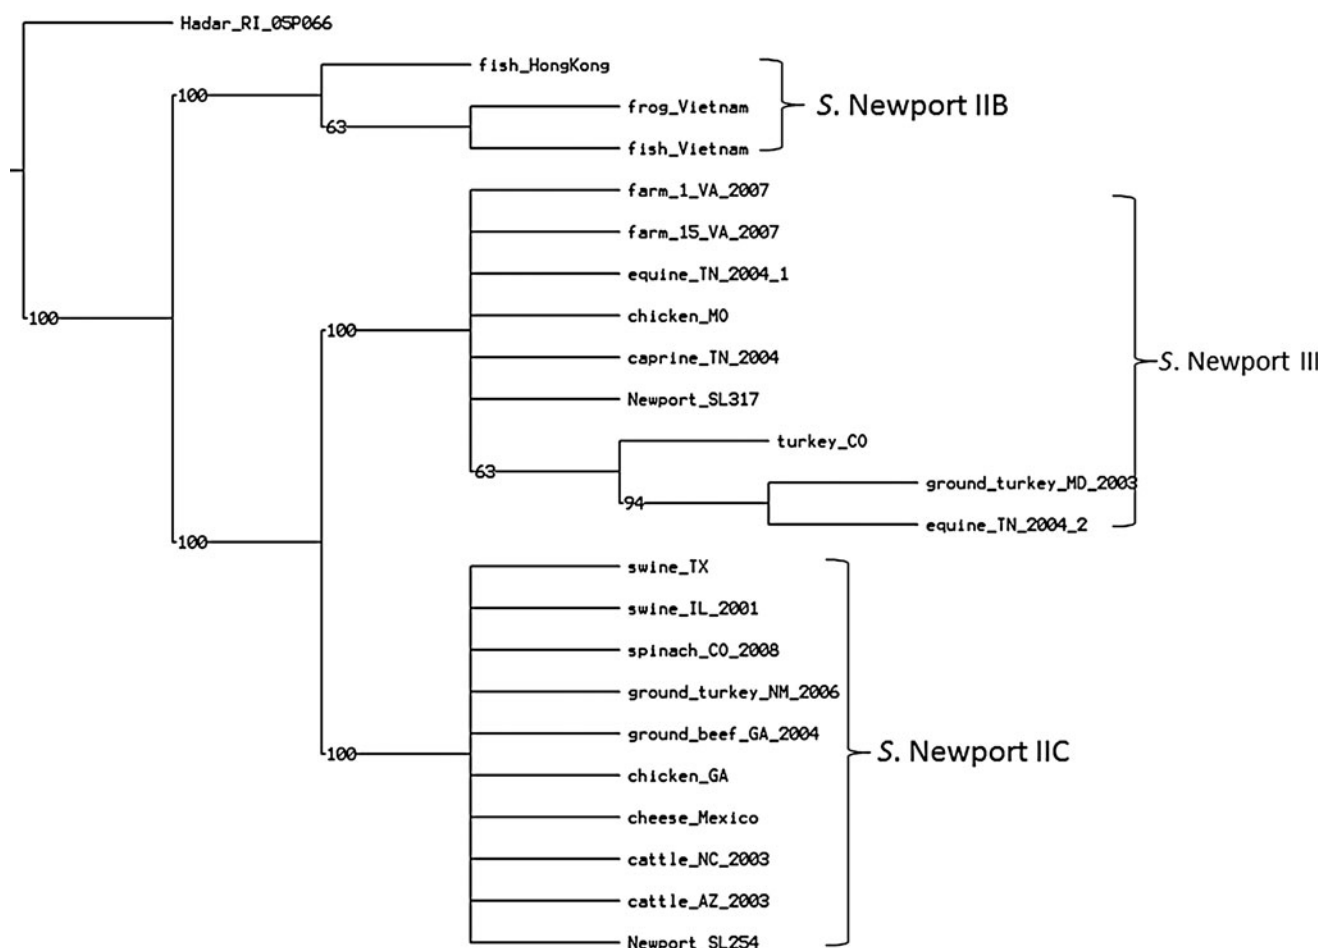 Hadar_RI_05P066
fish_HongKong
100
frog_Vietnam
63
fish_Vietnam
S. Newport IIB
farm_1_VA_2007
farm_15_VA_2007
equine_TN_2004_1
chicken_MO
100
100
caprine_TN_2004
S. Newport III
Newport_SL317
turkey_CO
63
ground_turkey_MD_2003
94
equine_TN_2004_2
100
swine_TX
swine_IL_2001
spinach_CO_2008
ground_turkey_NM_2006
ground_beef_GA_2004
100
S. Newport IIC
chicken_GA
cheese_Mexico
cattle_NC_2003
cattle_AZ_2003
Newport_SL254